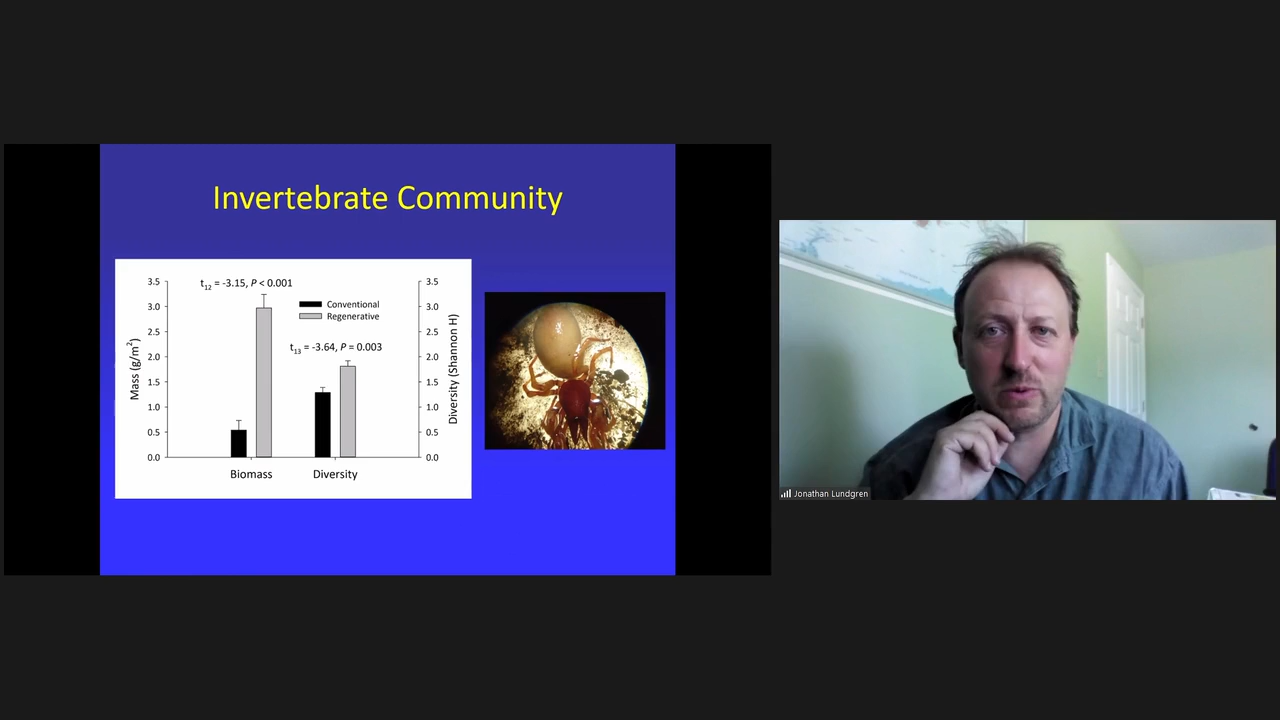 Invertebrate Community
t12 = -3.15, P < 0.001
Conventional
Regenerative
t13 = -3.64, P = 0.003
Mass (g/m2)
3.5
3.0
2.5
2.0
1.5
1.0
0.5
0.0
Diversity (Shannon H)
3.5
3.0
2.5
2.0
1.5
1.0
0.5
0.0
Biomass
Diversity
Jonathan Lundgren